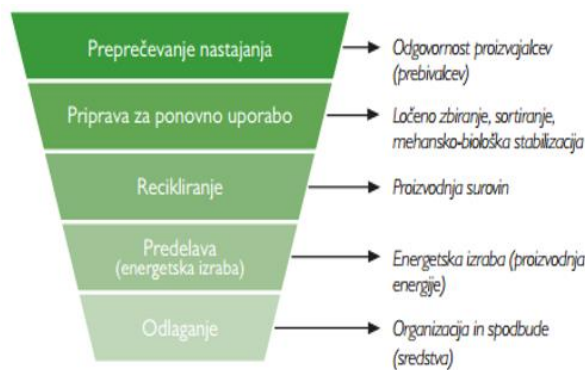 Preprečevanje nastajanja
Odgovornost proizvajalcev
(prebivalcev)
Priprava za ponovno uporabo
Ločeno zbiranje, sortiranje,
mehansko-biološka stabilizacija
Recikliranje
Proizvodnja surovin
Predelava
(energetska izraba)
Energetska izraba (proizvodnja
energije)
Odlaganje
Organizacija in spodbude
(sredstva)